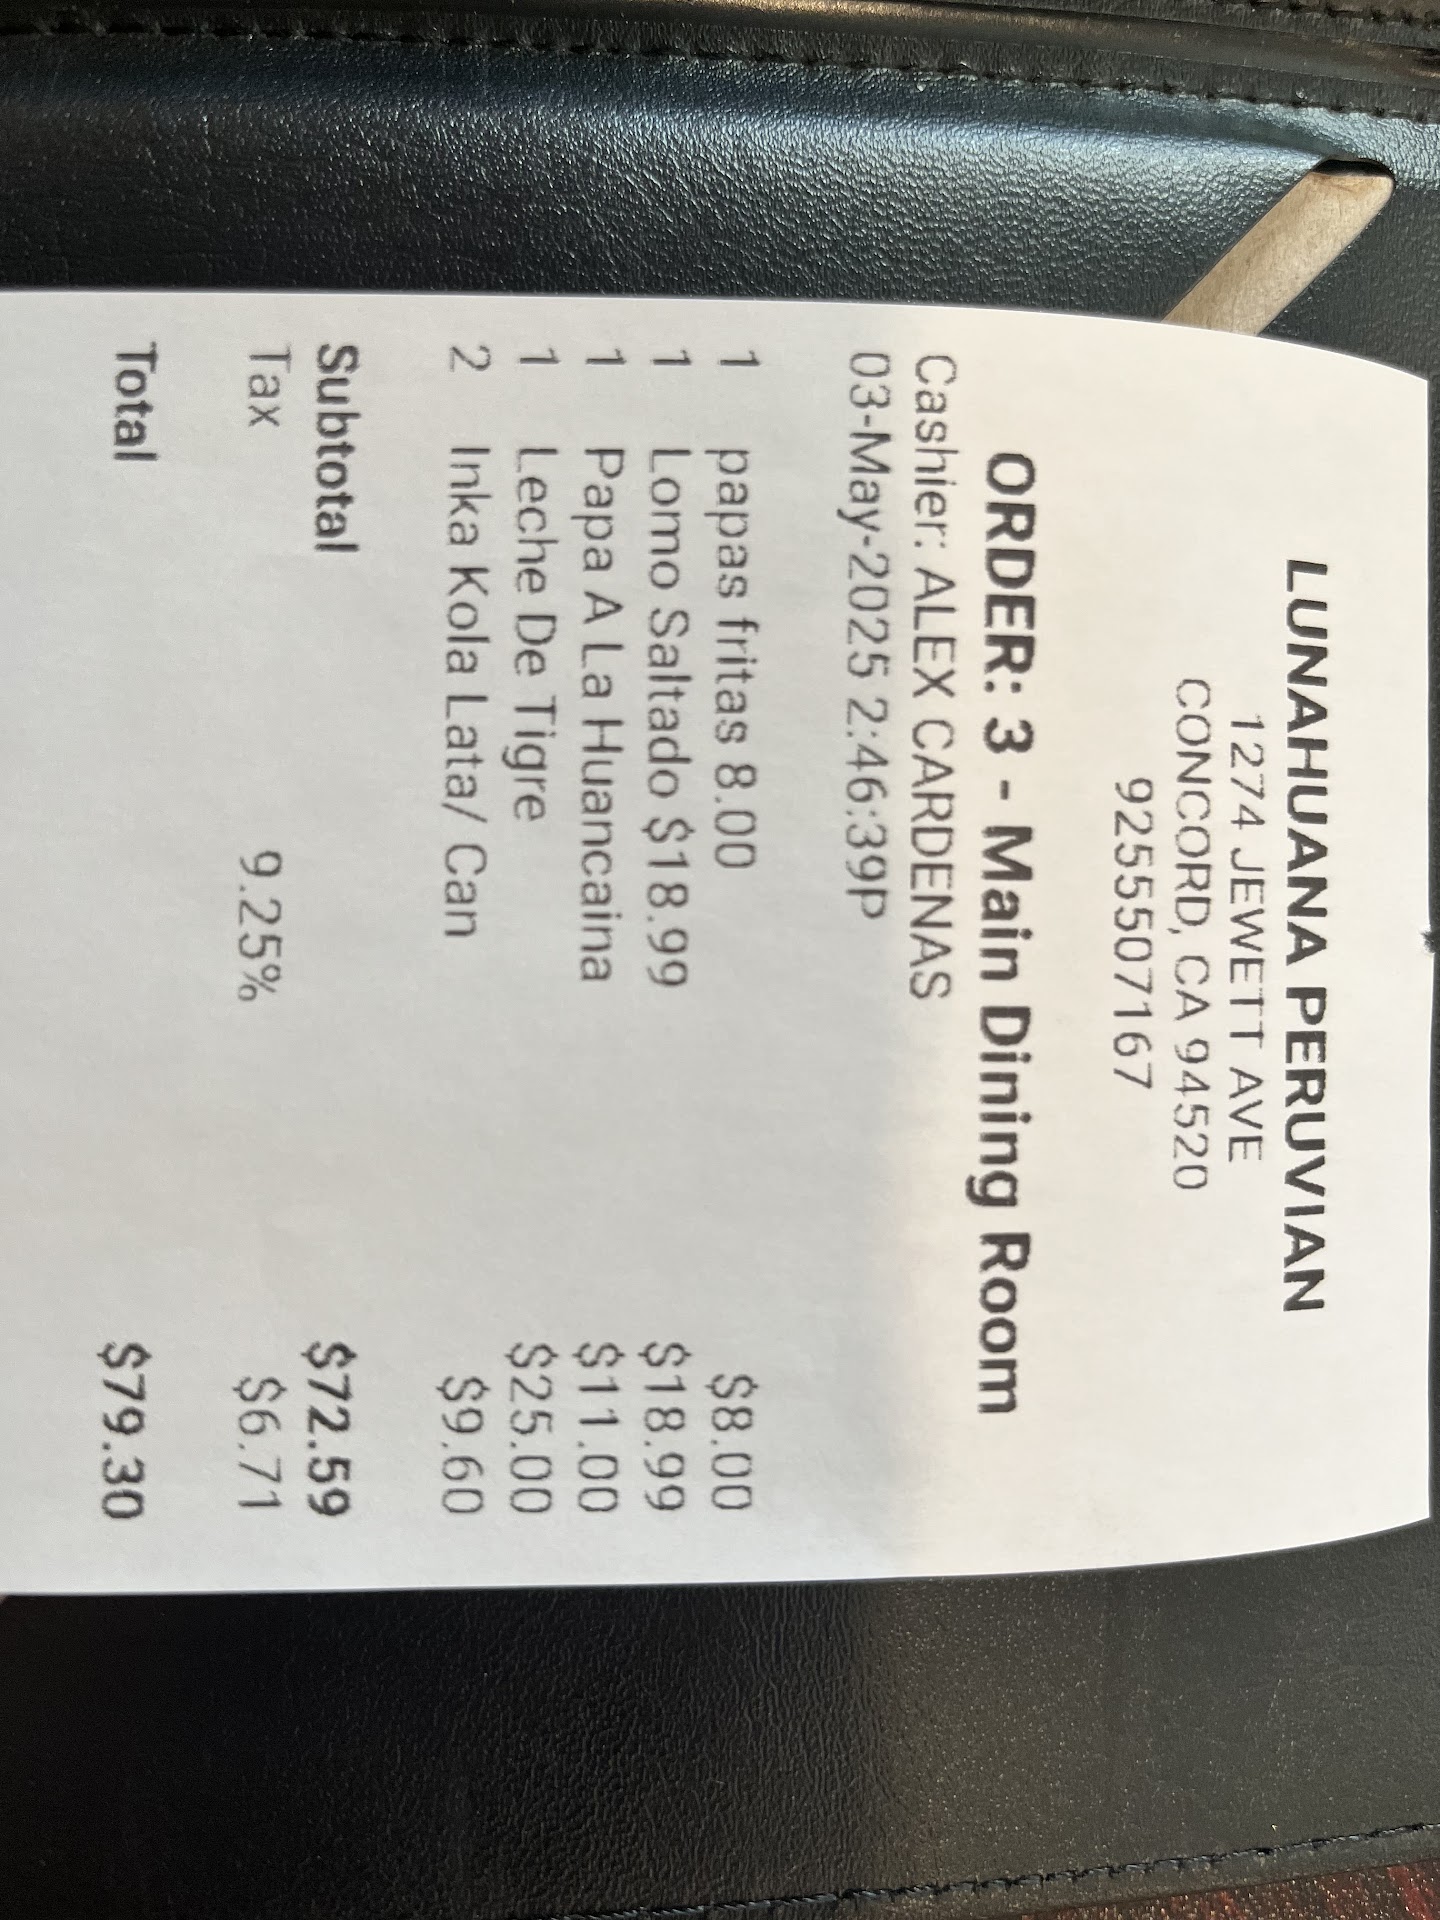 LUNAHUANA PERUVIAN
1274 JEWETT AVE
CONCORD, CA 94520
9255507167
ORDER: 3 - Main Dining Room
Cashier: ALEX CARDENAS
03-May-2025 2:46:39P
1 papas fritas 8.00 $8.00
1 Lomo Saltado $18.99 $18.99
1 Papa A La Huancaina $11.00
1 Leche De Tigre $25.00
2 Inka Kola Lata/ Can $9.60
Subtotal $72.59
Tax 9.25% $6.71
Total $79.30